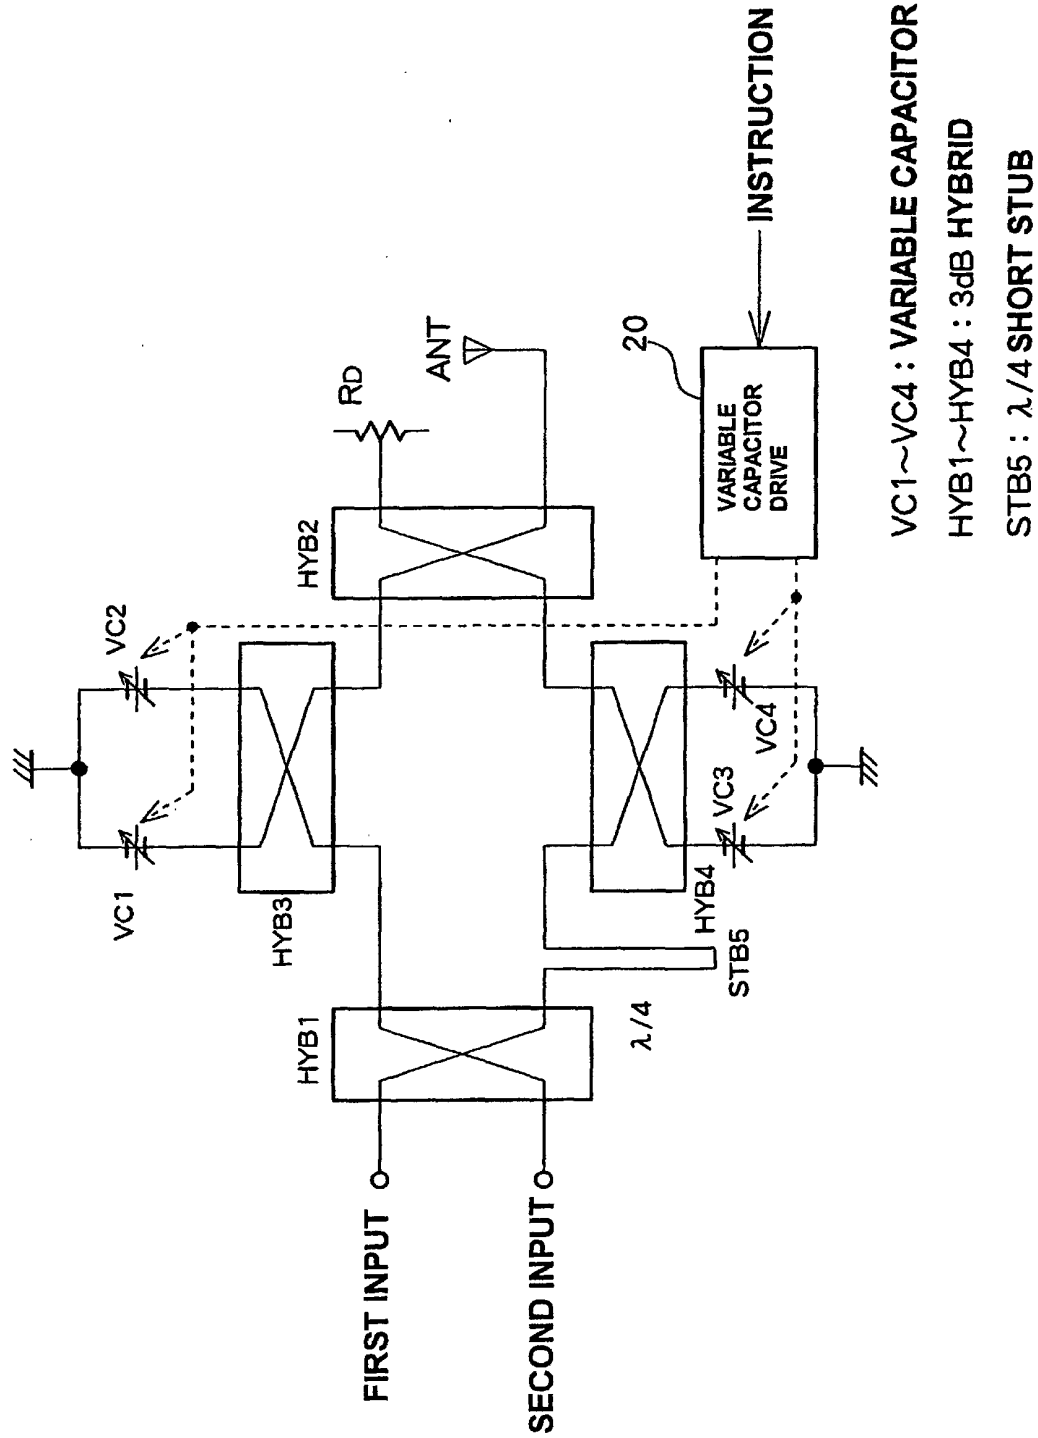 FIRST INPUT
SECOND INPUT
HYB1
λ/4
STB5
HYB3
HYB4
VC1
VC2
VC3
VC4
HYB2
RD
ANT
20
VARIABLE
CAPACITOR
DRIVE
INSTRUCTION
VC1~VC4 : VARIABLE CAPACITOR
HYB1~HYB4 : 3dB HYBRID
STB5 : λ/4 SHORT STUB